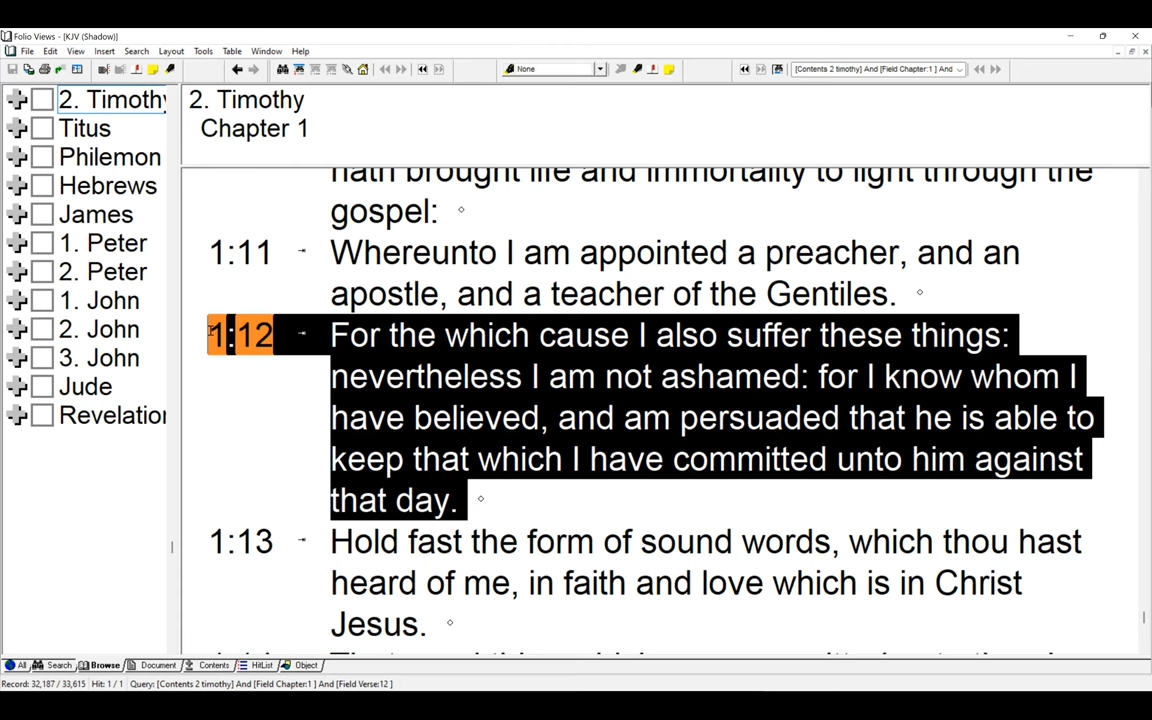 Folio Views - [KJV (Shadow)]
File Edit View Insert Search Layout Tools Table Window Help
None
[Contents 2 timothy] And [Field Chapter:1 ] And
2. Timothy
Titus
Philemon
Hebrews
James
1. Peter
2. Peter
1. John
2. John
3. John
Jude
Revelation
2. Timothy
Chapter 1
hath brought life and immortality to light through the
gospel:
1:11 Whereunto I am appointed a preacher, and an
apostle, and a teacher of the Gentiles.
1:12 For the which cause I also suffer these things:
nevertheless I am not ashamed: for I know whom I
have believed, and am persuaded that he is able to
keep that which I have committed unto him against
that day.
1:13 Hold fast the form of sound words, which thou hast
heard of me, in faith and love which is in Christ
Jesus.
All Search Browse Document Contents HitList Object
Record: 32,187 / 33,615 Hit: 1 / 1 Query: [Contents 2 timothy] And [Field Chapter:1 ] And [Field Verse:12 ]